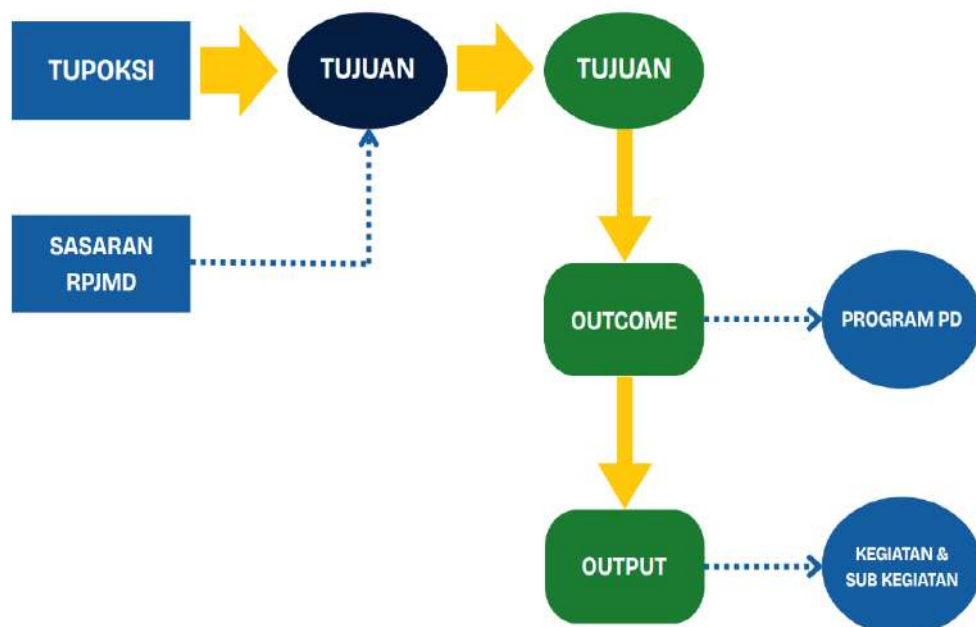 TUPOKSI
TUJUAN
TUJUAN
SASARAN
RPJMD
OUTCOME
PROGRAM PD
OUTPUT
KEGIATAN &
SUB KEGIATAN